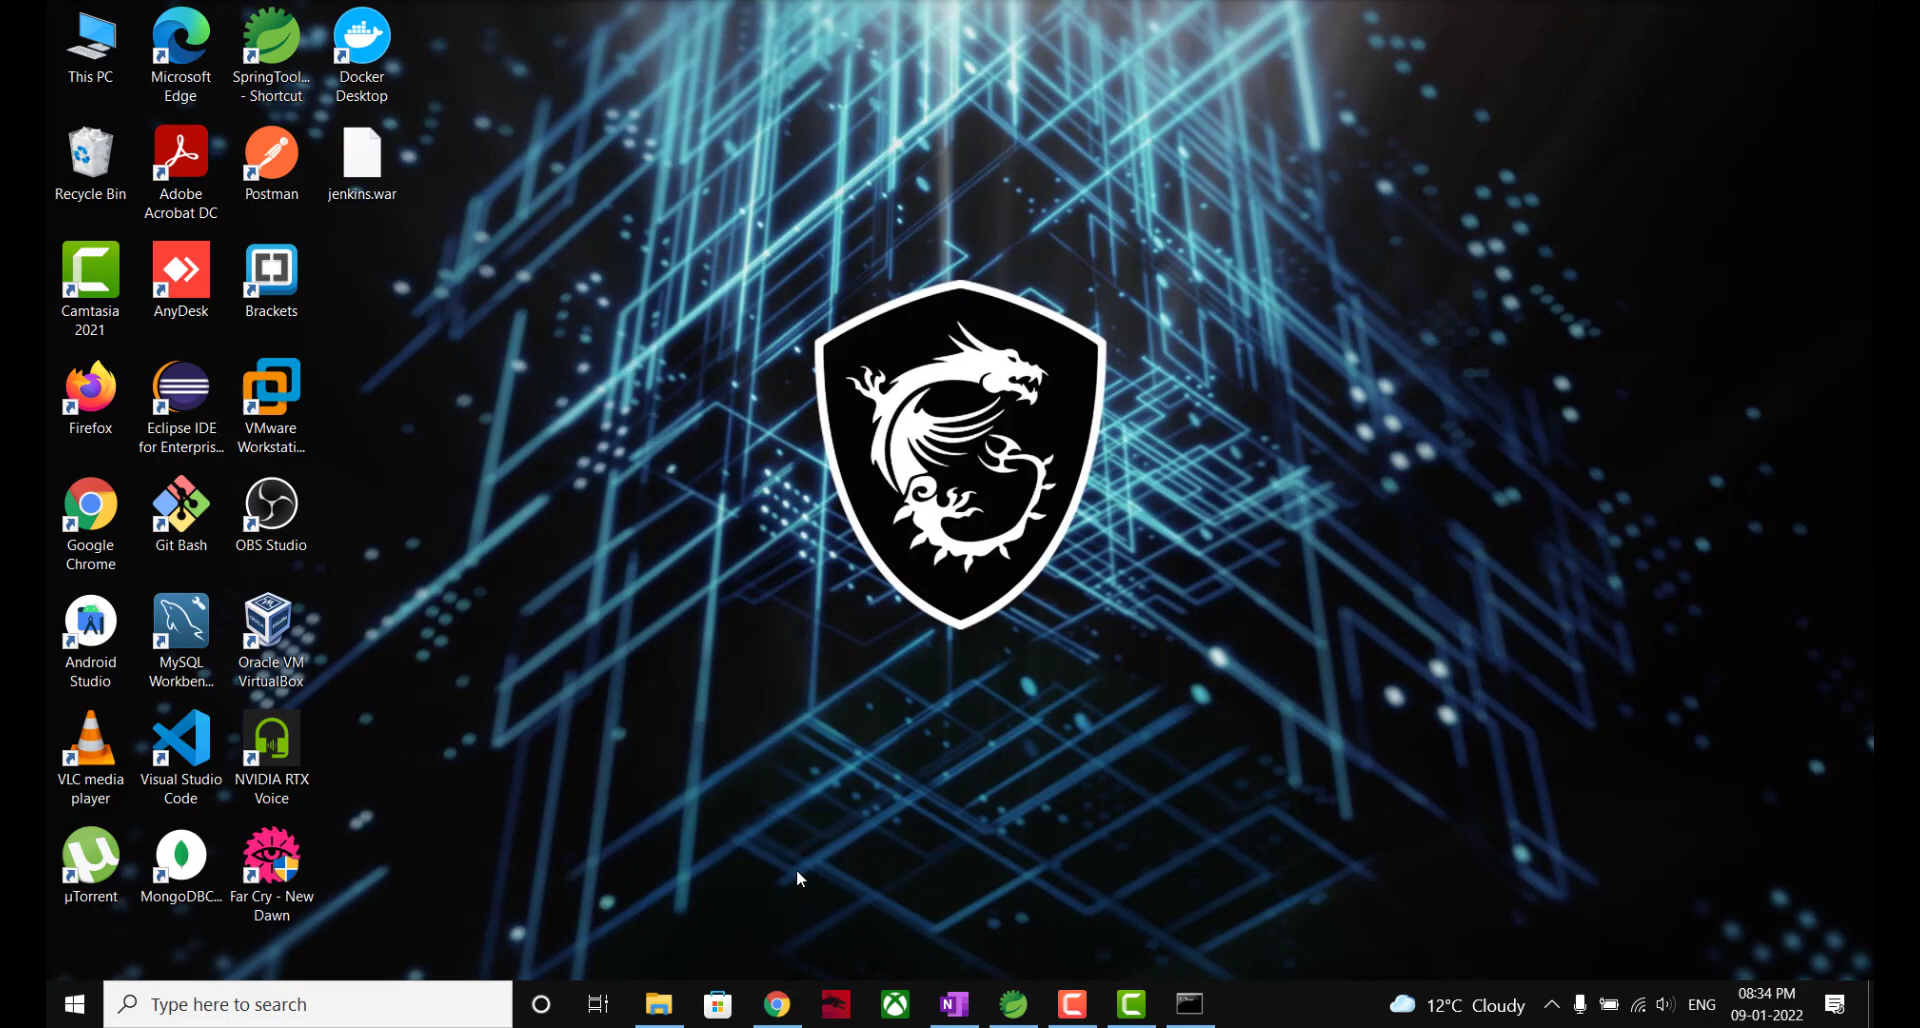 This PC
Microsoft
Edge
SpringTool...
- Shortcut
Docker
Desktop
Recycle Bin
Adobe
Acrobat DC
Postman
jenkins.war
Camtasia
2021
AnyDesk
Brackets
Firefox
Eclipse IDE
for Enterpris...
VMware
Workstati...
Google
Chrome
Git Bash
OBS Studio
Android
Studio
MySQL
Workben...
Oracle VM
VirtualBox
VLC media
player
Visual Studio
Code
NVIDIA RTX
Voice
µTorrent
MongoDBC...
Far Cry - New
Dawn
Type here to search
12°C Cloudy
ENG
08:34 PM
09-01-2022